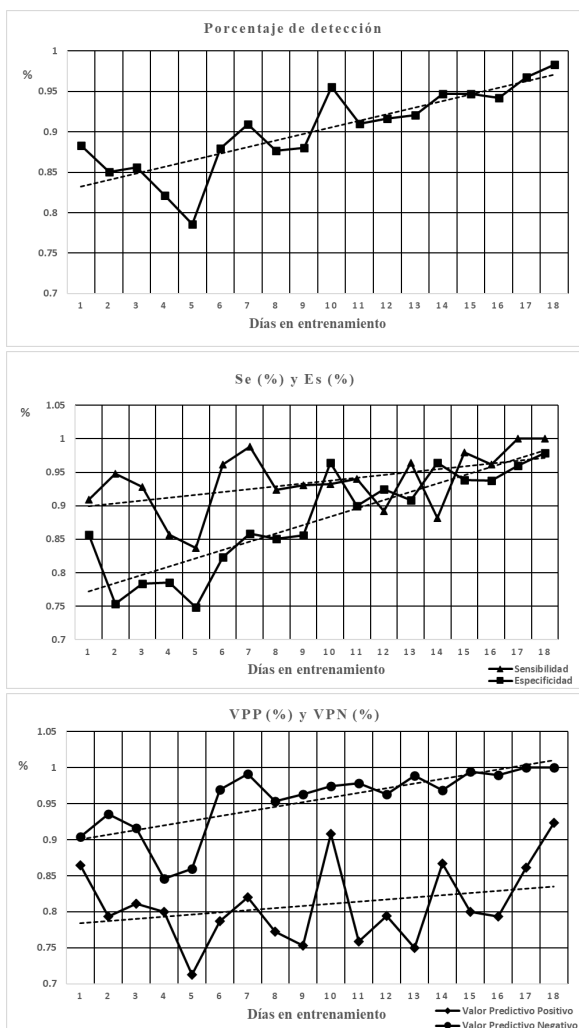 Porcentaje de detección
%
1
0.95
0.9
0.85
0.8
0.75
0.7
1 2 3 4 5 6 7 8 9 10 11 12 13 14 15 16 17 18
Días en entrenamiento
Se (%) y Es (%)
%
1.05
1
0.95
0.9
0.85
0.8
0.75
0.7
1 2 3 4 5 6 7 8 9 10 11 12 13 14 15 16 17 18
Días en entrenamiento
Sensibilidad
Especificidad
VPP (%) y VPN (%)
%
1.05
1
0.95
0.9
0.85
0.8
0.75
0.7
1 2 3 4 5 6 7 8 9 10 11 12 13 14 15 16 17 18
Días en entrenamiento
Valor Predictivo Positivo
Valor Predictivo Negativo